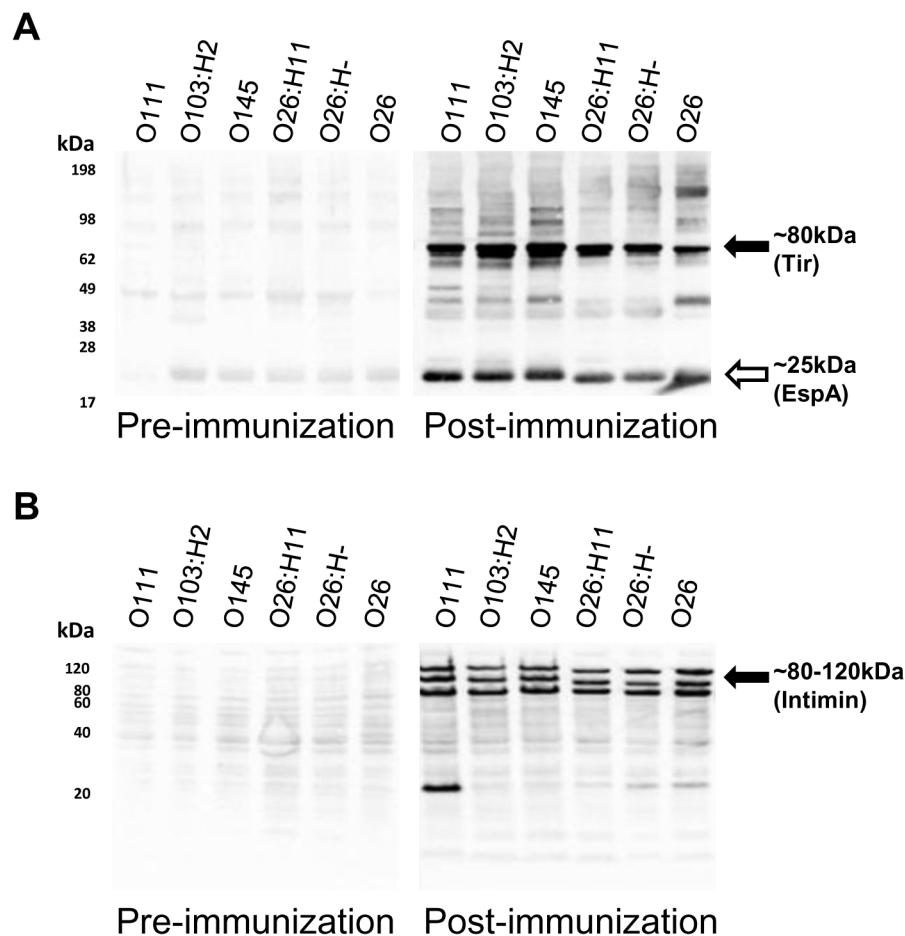 A
O111 O103:H2 O145 O26:H11 O26:H- O26 O111 O103:H2 O145 O26:H11 O26:H- O26
kDa
198
98
62
49
38
28
17
~80kDa
(Tir)
~25kDa
(EspA)
Pre-immunization Post-immunization
B
O111 O103:H2 O145 O26:H11 O26:H- O26 O111 O103:H2 O145 O26:H11 O26:H- O26
kDa
120
80
60
40
20
~80-120kDa
(Intimin)
Pre-immunization Post-immunization